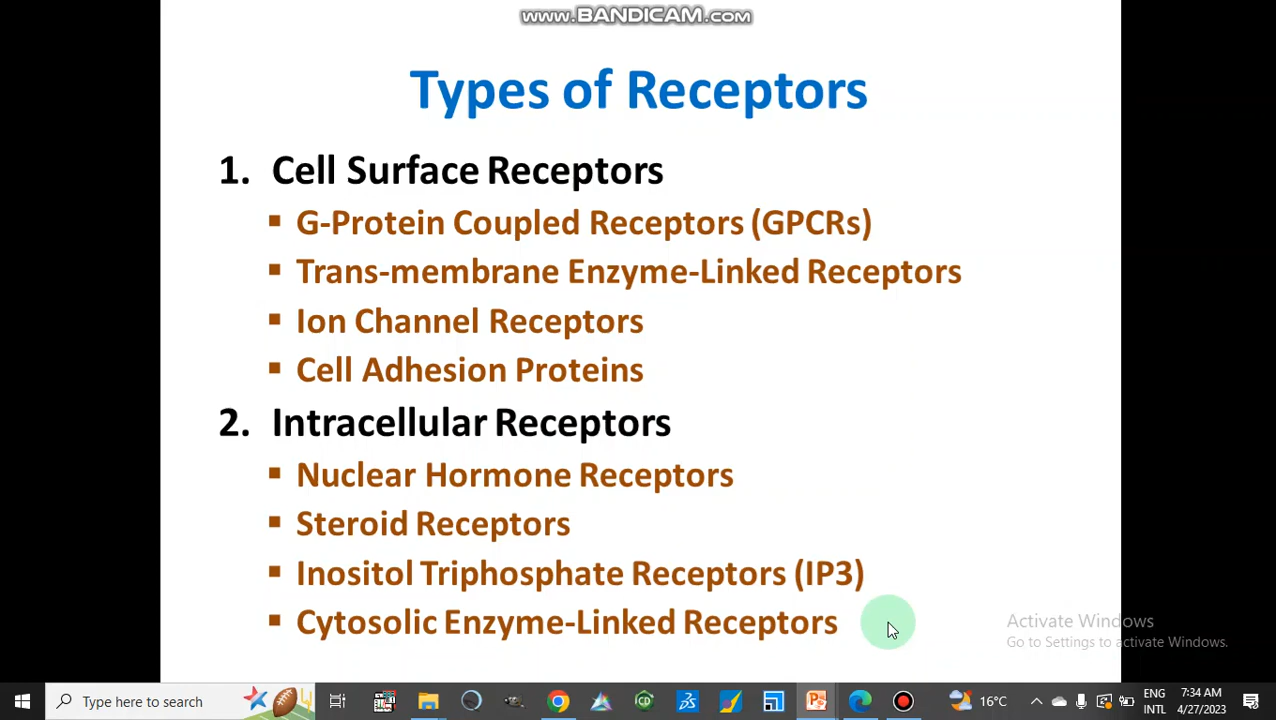 www.BANDICAM.com
Types of Receptors
1. Cell Surface Receptors
▪ G-Protein Coupled Receptors (GPCRs)
▪ Trans-membrane Enzyme-Linked Receptors
▪ Ion Channel Receptors
▪ Cell Adhesion Proteins
2. Intracellular Receptors
▪ Nuclear Hormone Receptors
▪ Steroid Receptors
▪ Inositol Triphosphate Receptors (IP3)
▪ Cytosolic Enzyme-Linked Receptors
Activate Windows
Go to Settings to activate Windows.
Type here to search
CD
16°C
ENG
INTL
7:34 AM
4/27/2023